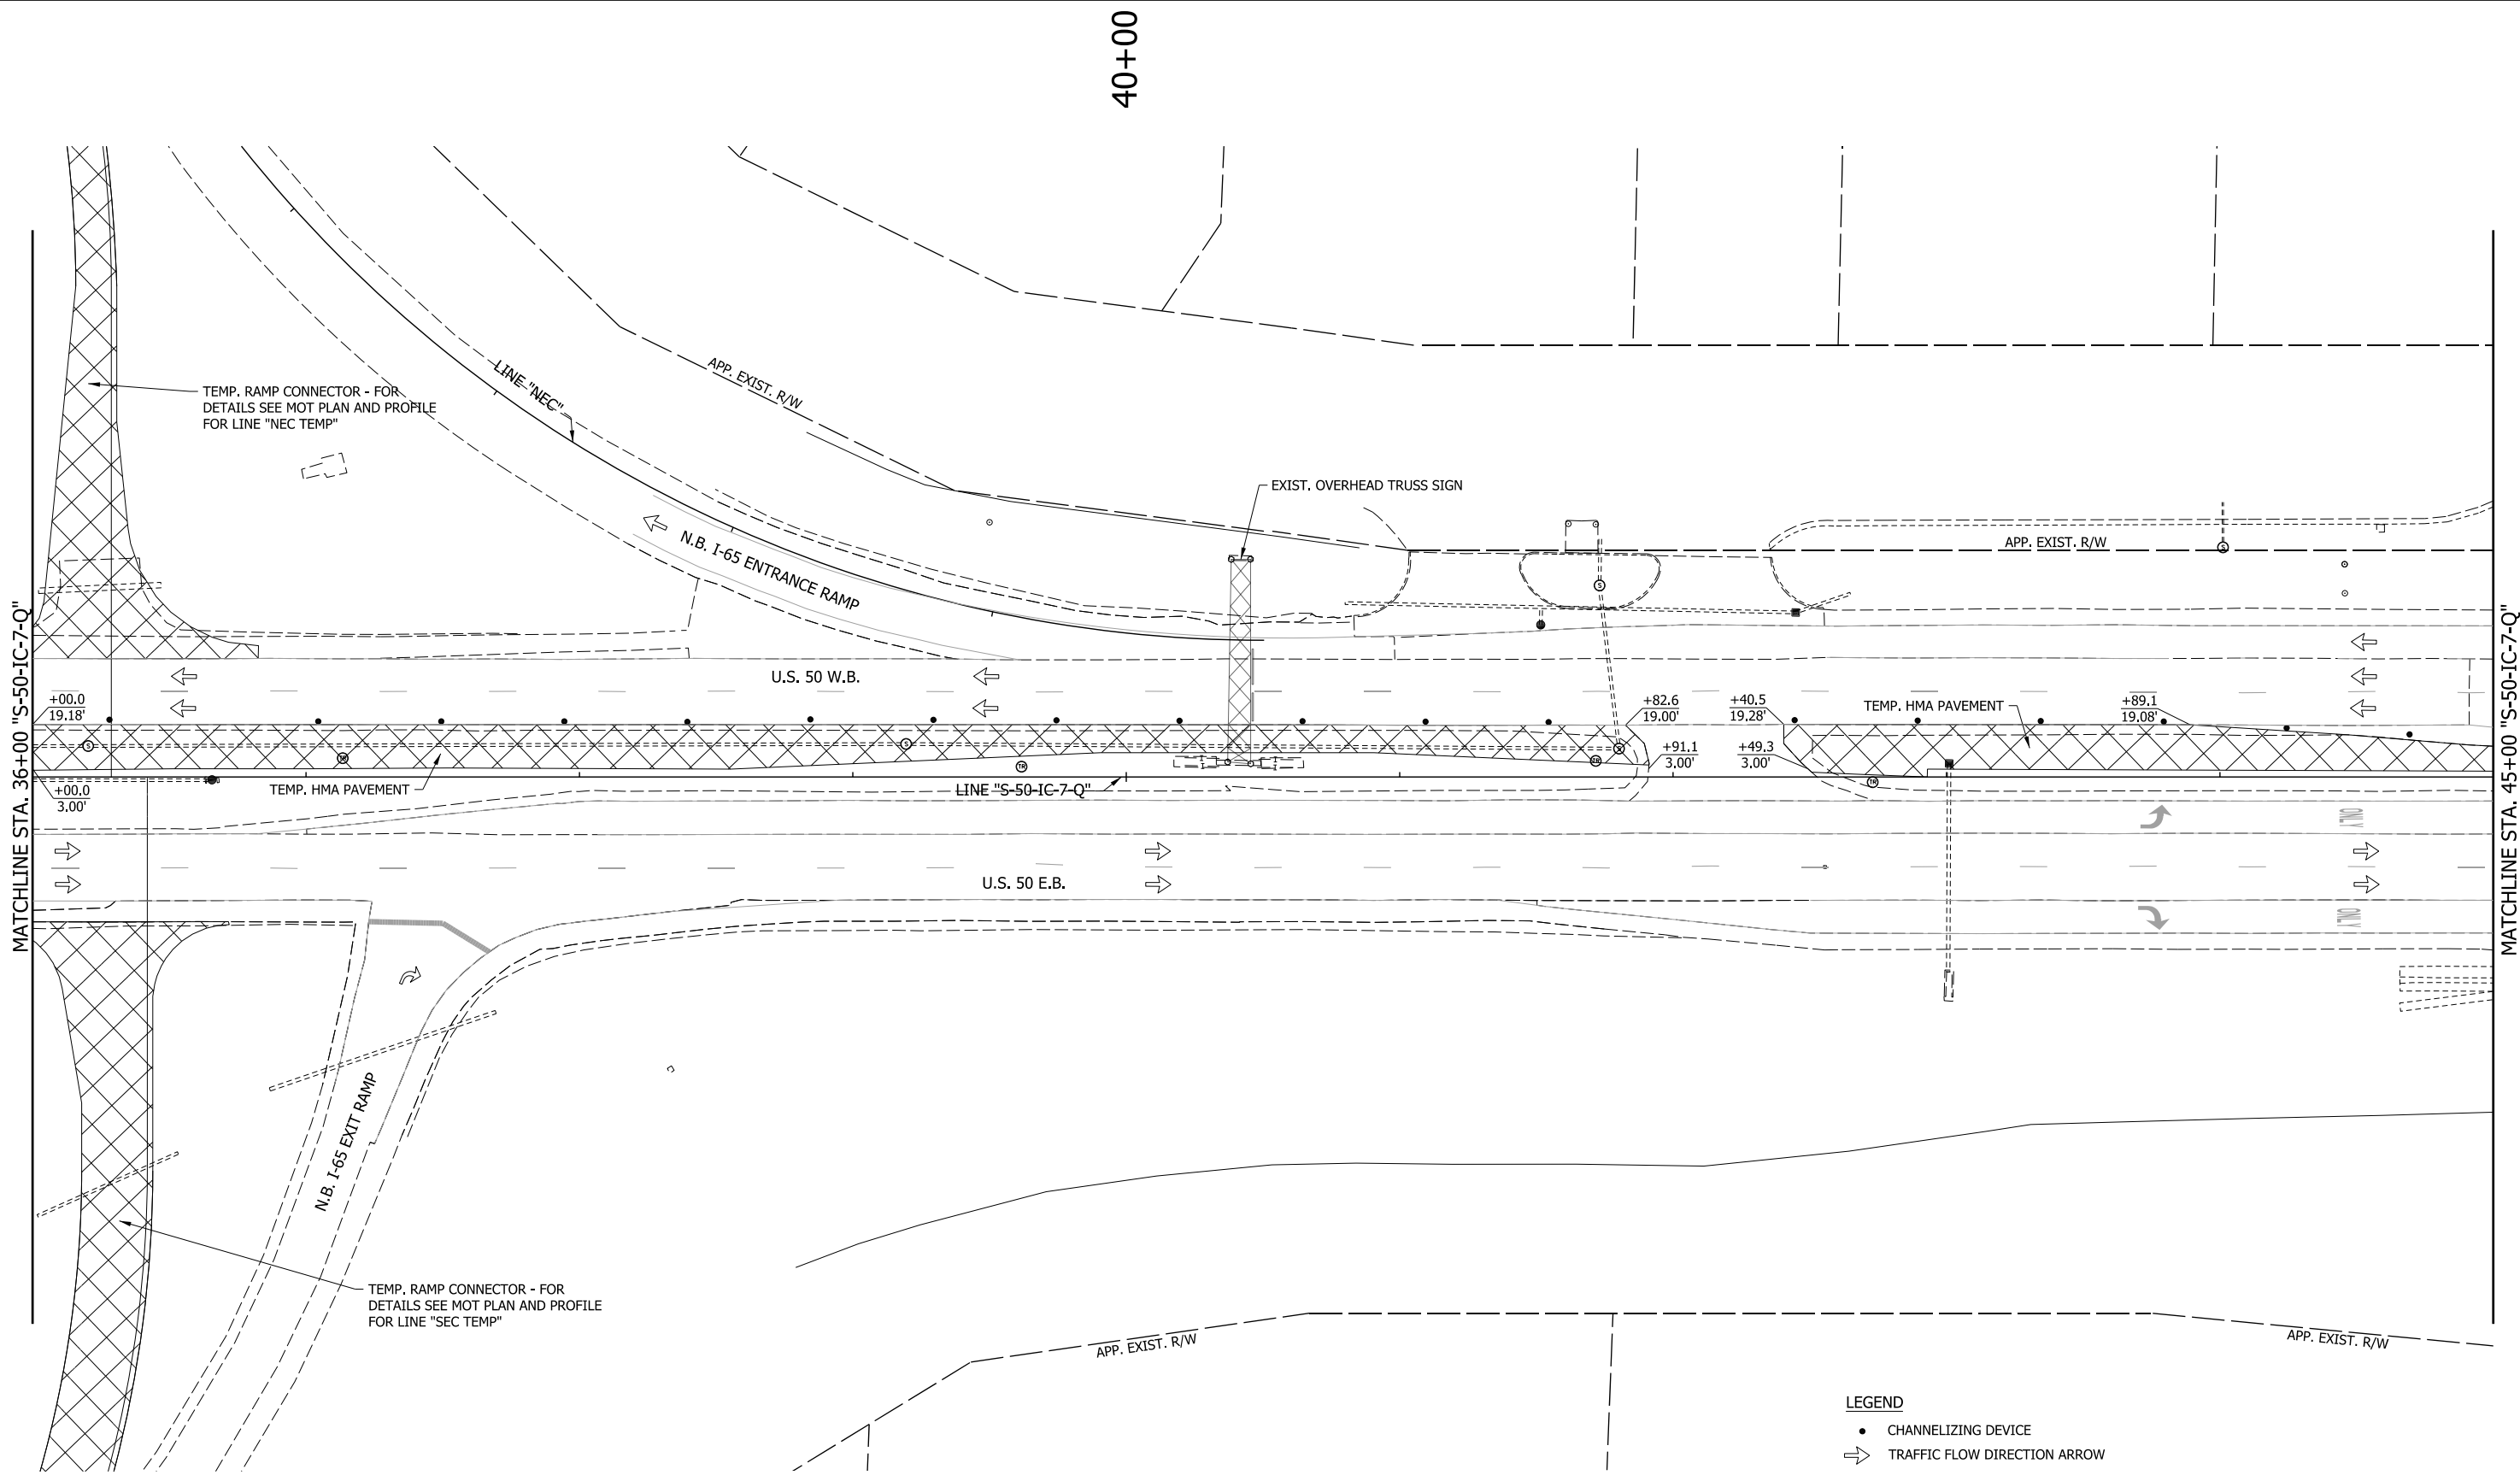 40+00
MATCHLINE STA. 36+00 "S-50-IC-7-Q"
TEMP. RAMP CONNECTOR - FOR
DETAILS SEE MOT PLAN AND PROFILE
FOR LINE "NEC TEMP"
LINE "NEC"
APP. EXIST. R/W
N.B. I-65 ENTRANCE RAMP
EXIST. OVERHEAD TRUSS SIGN
APP. EXIST. R/W
U.S. 50 W.B.
+00.0
19.18'
+82.6
19.00'
+40.5
19.28'
TEMP. HMA PAVEMENT
+89.1
19.08'
S
S
S
S
TR
TR
TR
TR
+91.1
3.00'
+49.3
3.00'
+00.0
3.00'
TEMP. HMA PAVEMENT
LINE "S-50-IC-7-Q"
U.S. 50 E.B.
N.B. I-65 EXIT RAMP
TEMP. RAMP CONNECTOR - FOR
DETAILS SEE MOT PLAN AND PROFILE
FOR LINE "SEC TEMP"
APP. EXIST. R/W
APP. EXIST. R/W
MATCHLINE STA. 45+00 "S-50-IC-7-Q"
LEGEND
CHANNELIZING DEVICE
TRAFFIC FLOW DIRECTION ARROW